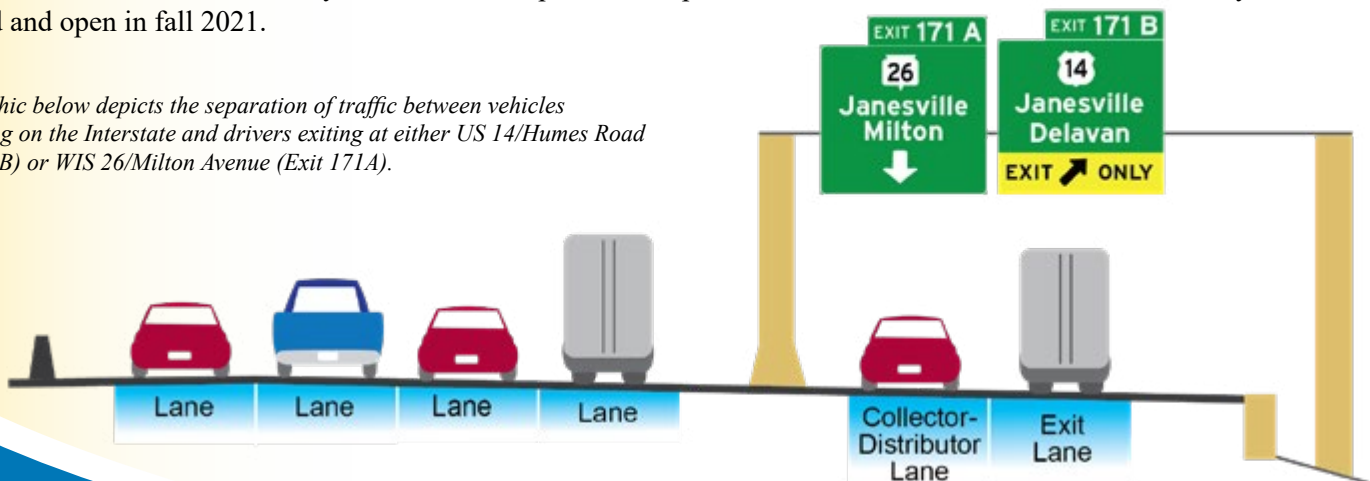 and open in fall 2021.
EXIT 171 A
26
Janesville
Milton
EXIT 171 B
14
Janesville
Delavan
EXIT ONLY
hic below depicts the separation of traffic between vehicles
g on the Interstate and drivers exiting at either US 14/Humes Road
B) or WIS 26/Milton Avenue (Exit 171A).
Lane
Lane
Lane
Lane
Collector-
Distributor
Lane
Exit
Lane